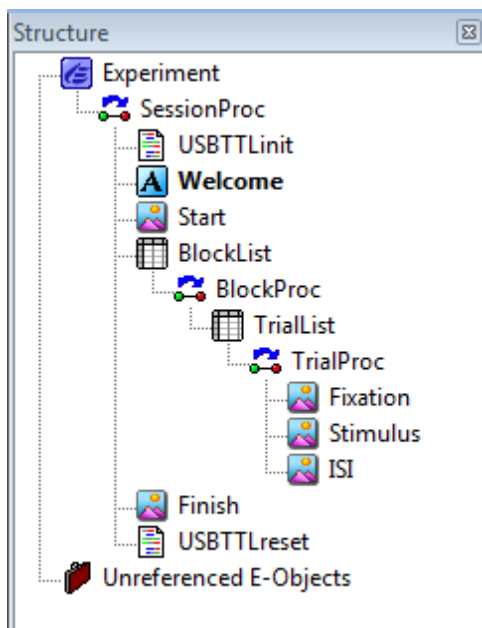 Structure
Experiment
SessionProc
USBTTLinit
Welcome
Start
BlockList
BlockProc
TrialList
TrialProc
Fixation
Stimulus
ISI
Finish
USBTTLreset
Unreferenced E-Objects